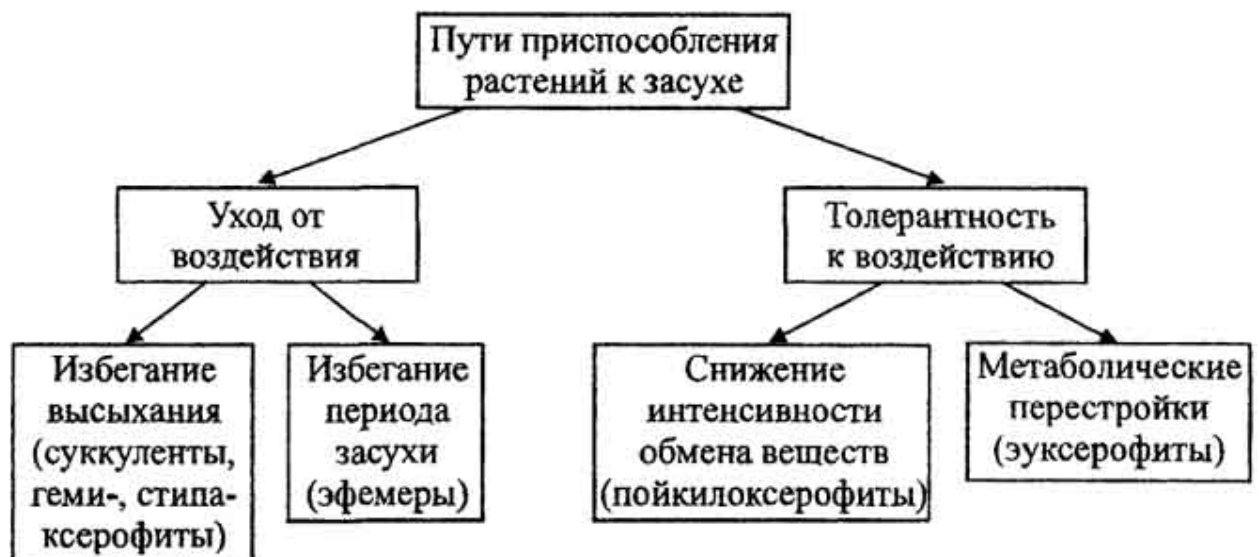 Пути приспособления
растений к засухе
Уход от
воздействия
Толерантность
к воздействию
Избегание
высыхания
(суккуленты,
геми-, стипа-
ксерофиты)
Избегание
периода
засухи
(эфемеры)
Снижение
интенсивности
обмена веществ
(пойкилоксерофиты)
Метаболические
перестройки
(эуксерофиты)